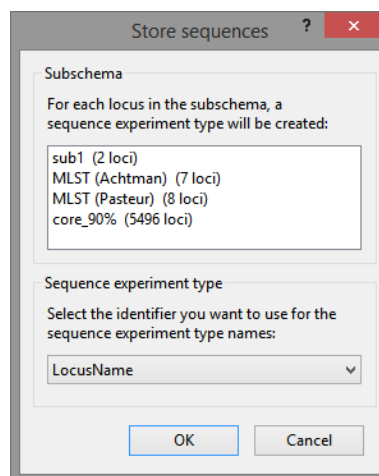 Store sequences
?
×
Subschema
For each locus in the subschema, a
sequence experiment type will be created:
sub1 (2 loci)
MLST (Achtman) (7 loci)
MLST (Pasteur) (8 loci)
core_90% (5496 loci)
Sequence experiment type
Select the identifier you want to use for the
sequence experiment type names:
LocusName
OK
Cancel